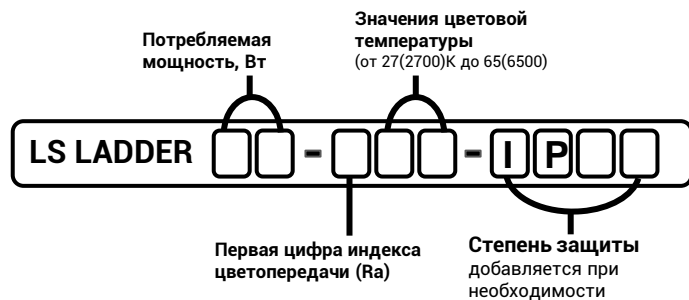 Потребляемая
мощность, Вт
Значения цветовой
температуры
(от 27(2700)К до 65(6500)
LS LADDER - - IP
Первая цифра индекса
цветопередачи (Ra)
Степень защиты
добавляется при
необходимости